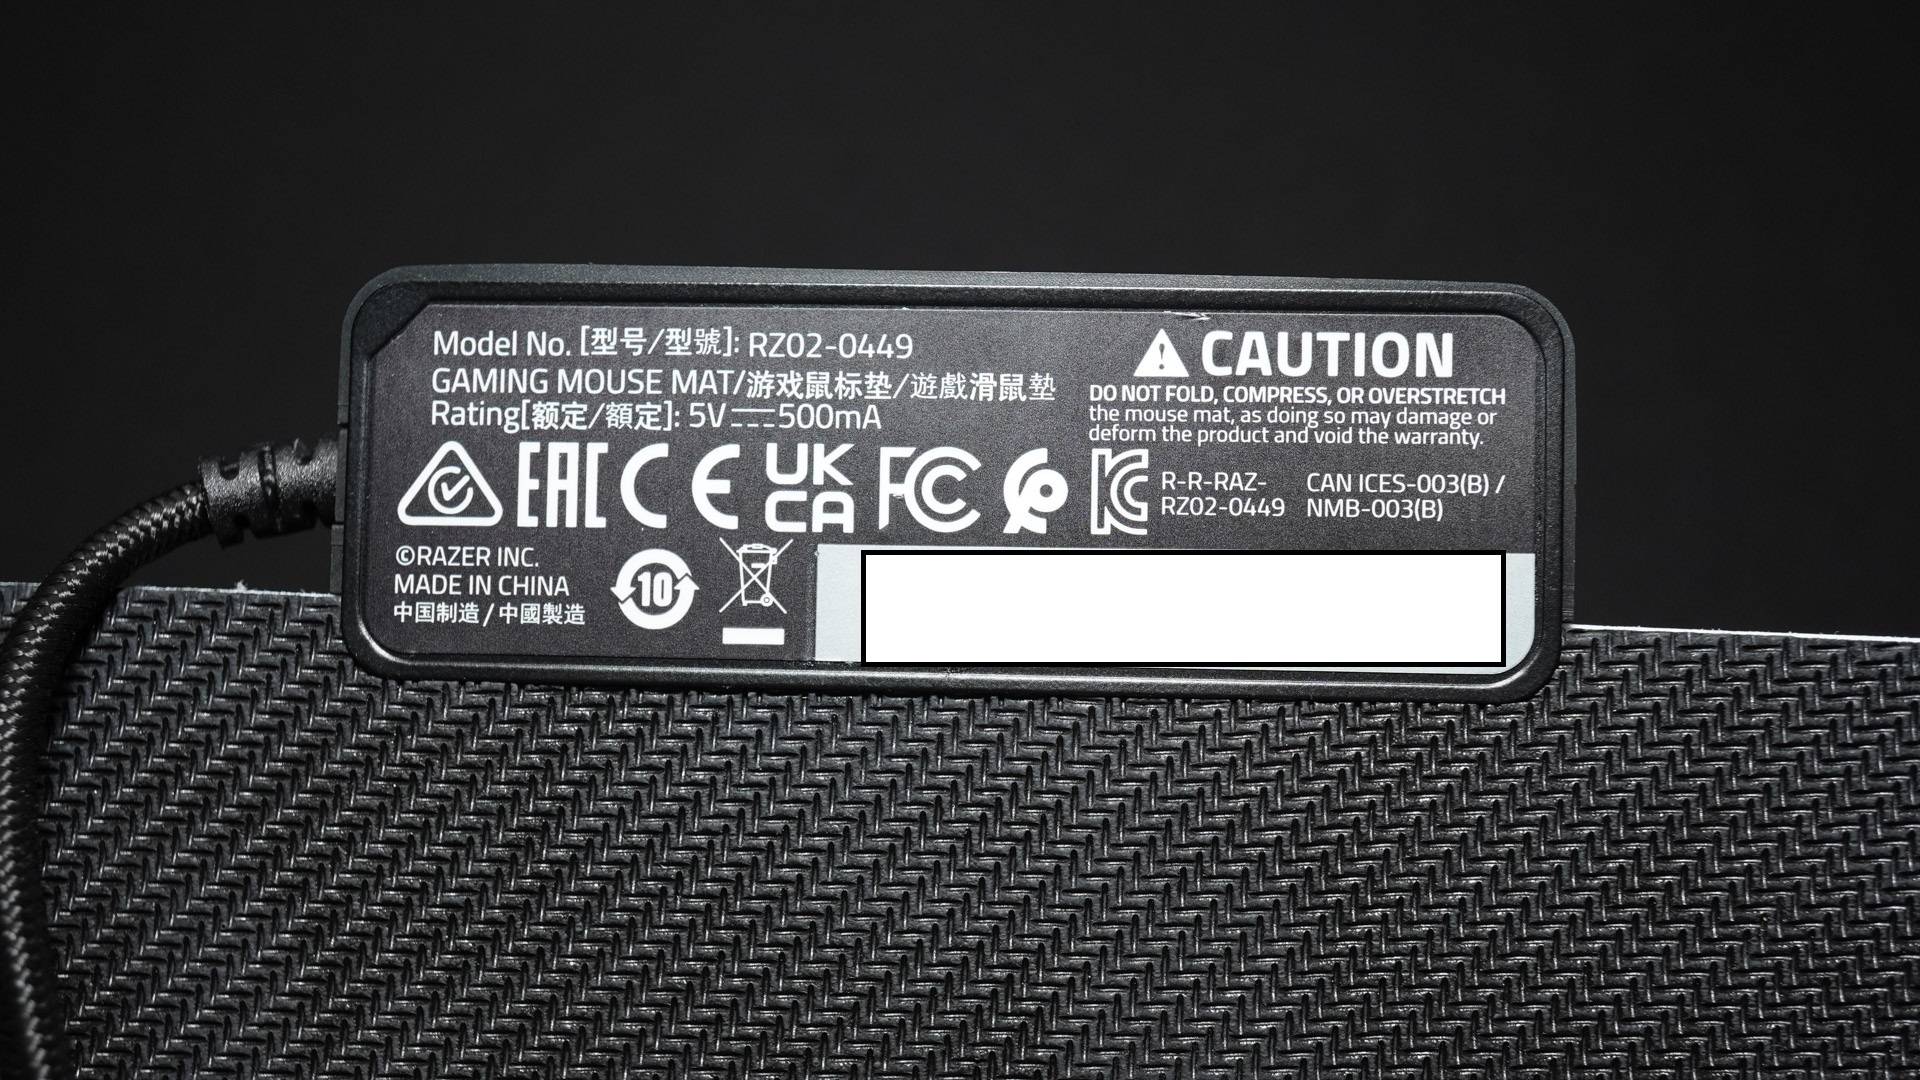 Model No. [型号/型號]: RZ02-0449
GAMING MOUSE MAT/游戏鼠标垫/遊戲滑鼠墊
Rating[额定/額定]: 5V⎓500mA
CAUTION
DO NOT FOLD, COMPRESS, OR OVERSTRETCH
the mouse mat, as doing so may damage or
deform the product and void the warranty.
EAC CE UK CA FC KC
R-R-RAZ-
RZ02-0449
CAN ICES-003(B) /
NMB-003(B)
©RAZER INC.
MADE IN CHINA
中国制造/中國製造
10